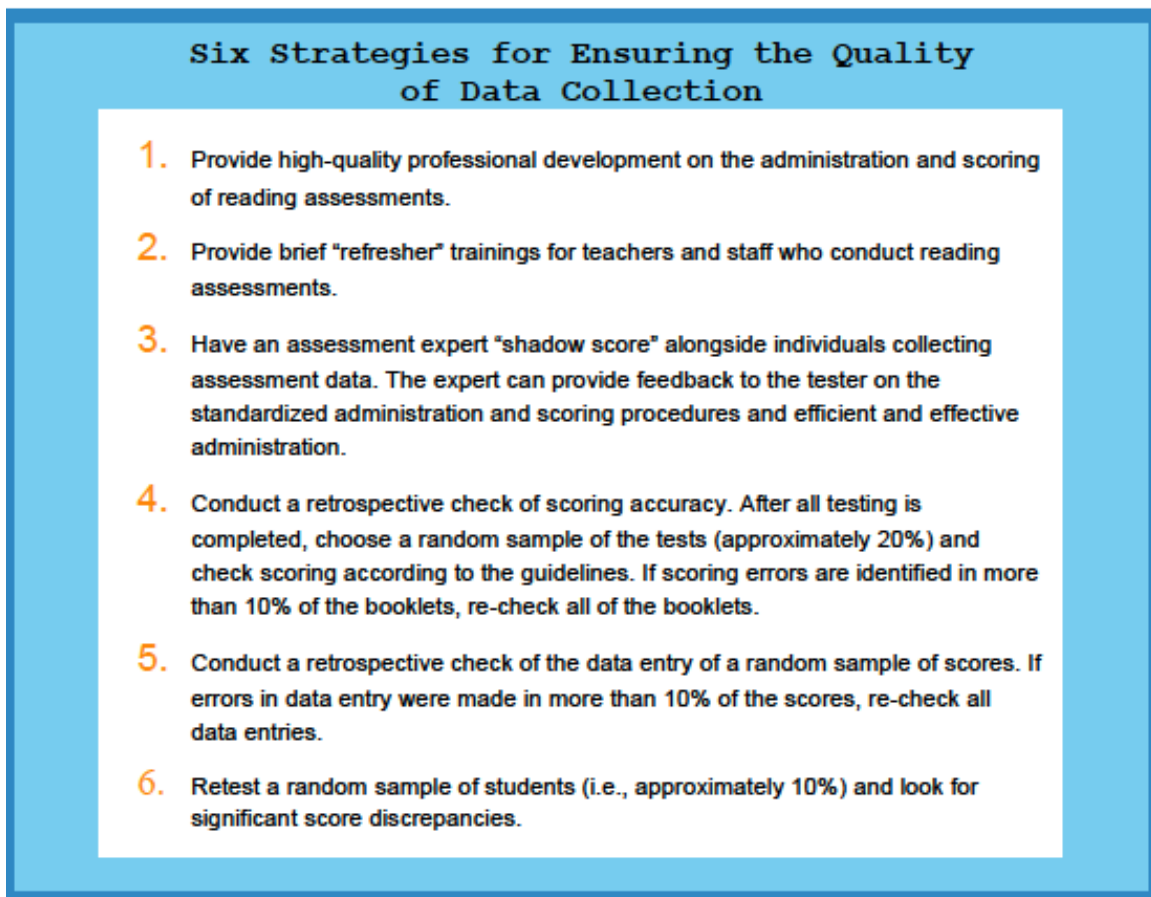 Six Strategies for Ensuring the Quality
of Data Collection
1. Provide high-quality professional development on the administration and scoring
of reading assessments.
2. Provide brief “refresher” trainings for teachers and staff who conduct reading
assessments.
3. Have an assessment expert “shadow score” alongside individuals collecting
assessment data. The expert can provide feedback to the tester on the
standardized administration and scoring procedures and efficient and effective
administration.
4. Conduct a retrospective check of scoring accuracy. After all testing is
completed, choose a random sample of the tests (approximately 20%) and
check scoring according to the guidelines. If scoring errors are identified in more
than 10% of the booklets, re-check all of the booklets.
5. Conduct a retrospective check of the data entry of a random sample of scores. If
errors in data entry were made in more than 10% of the scores, re-check all
data entries.
6. Retest a random sample of students (i.e., approximately 10%) and look for
significant score discrepancies.